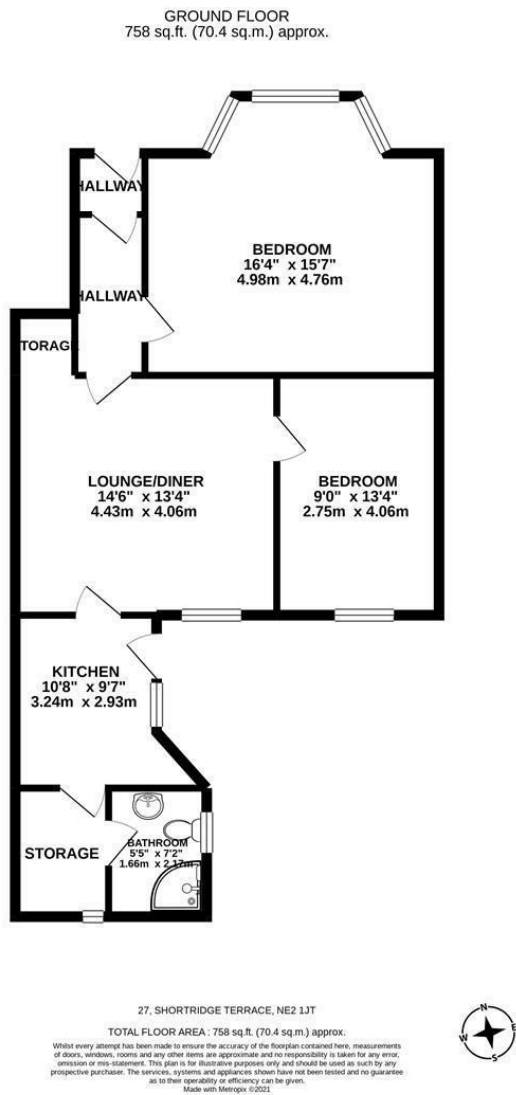 GROUND FLOOR
758 sq.ft. (70.4 sq.m.) approx.
HALLWAY
BEDROOM
16'4" x 15'7"
4.98m x 4.76m
HALLWAY
TORAGE
LOUNGE/DINER
14'6" x 13'4"
4.43m x 4.06m
BEDROOM
9'0" x 13'4"
2.75m x 4.06m
KITCHEN
10'8" x 9'7"
3.24m x 2.93m
STORAGE
BATHROOM
5'5" x 7'2"
1.66m x 2.17m
27, SHORTRIDGE TERRACE, NE2 1JT
TOTAL FLOOR AREA : 758 sq.ft. (70.4 sq.m.) approx.
Whilst every attempt has been made to ensure the accuracy of the floorplan contained here, measurements
of doors, windows, rooms and any other items are approximate and no responsibility is taken for any error,
omission or mis-statement. This plan is for illustrative purposes only and should be used as such by any
prospective purchaser. The services, systems and appliances shown have not been tested and no guarantee
as to their operability or efficiency can be given.
Made with Metropix ©2021
N
W E
S